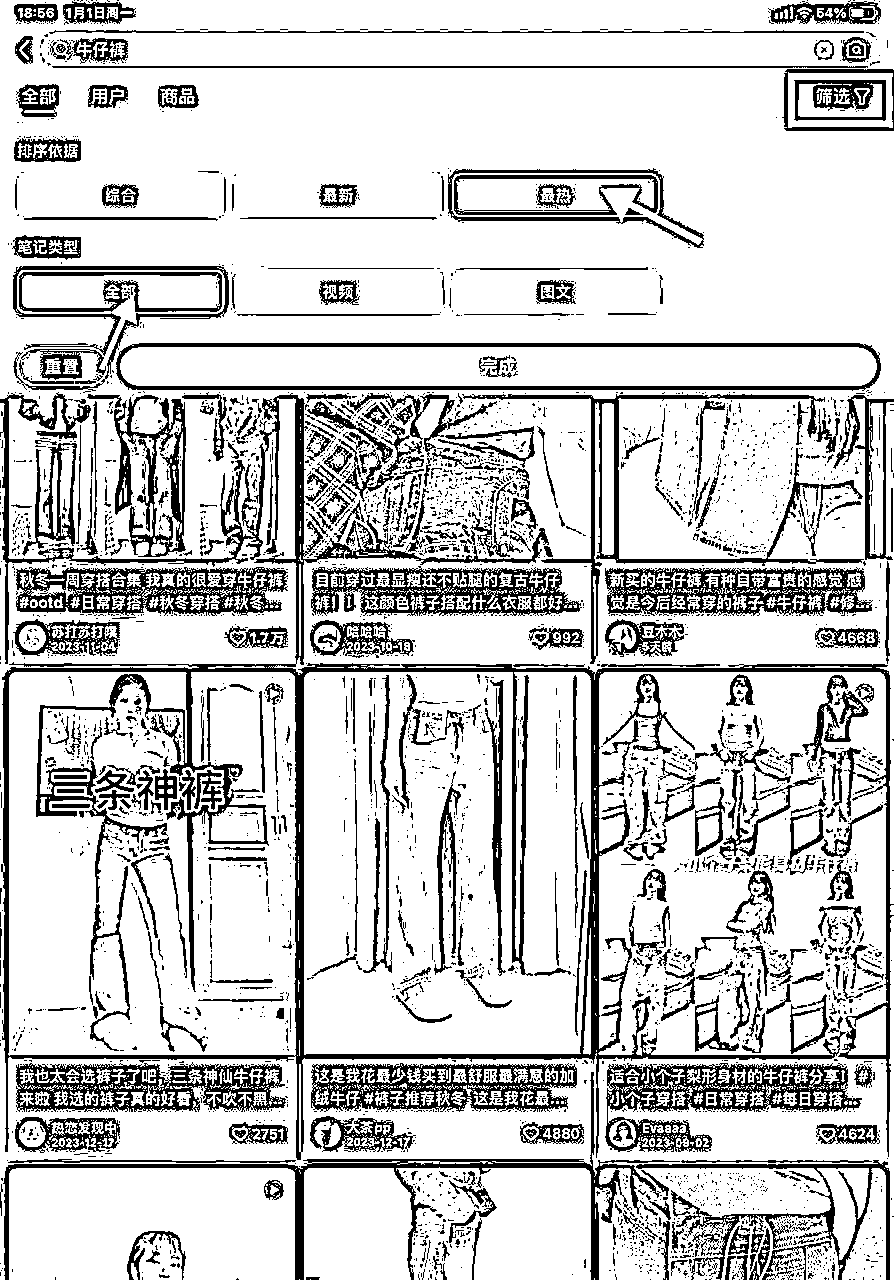 18:56 1月1日周一
54%
牛仔裤
全部 用户 商品
筛选
排序依据
综合 最新 最热
笔记类型
全部 视频 图文
重置 完成
秋冬一周穿搭合集 我真的很爱穿牛仔裤
#ootd #日常穿搭 #秋冬穿搭 #秋冬...
2023-11-04
1.7万
目前穿过最显瘦还不贴腿的复古牛仔
裤！！ 这颜色裤子搭配什么衣服都好...
哈哈哈
2023-10-19
992
新买的牛仔裤 有种自带富贵的感觉 感
觉是今后经常穿的裤子 #牛仔裤 #修...
豆木木
4668
三条神裤
我也太会选裤子了吧，三条神仙牛仔裤
来啦 我选的裤子真的好看，不吹不黑...
2023-12-12
2751
这是我花最少钱买到最舒服最满意的加
绒牛仔 #裤子推荐秋冬 这是我花最...
2023-12-17
4880
适合小个子梨形身材的牛仔裤分享！ #
小个子穿搭 #日常穿搭 #每日穿搭...
2023-09-02
4624